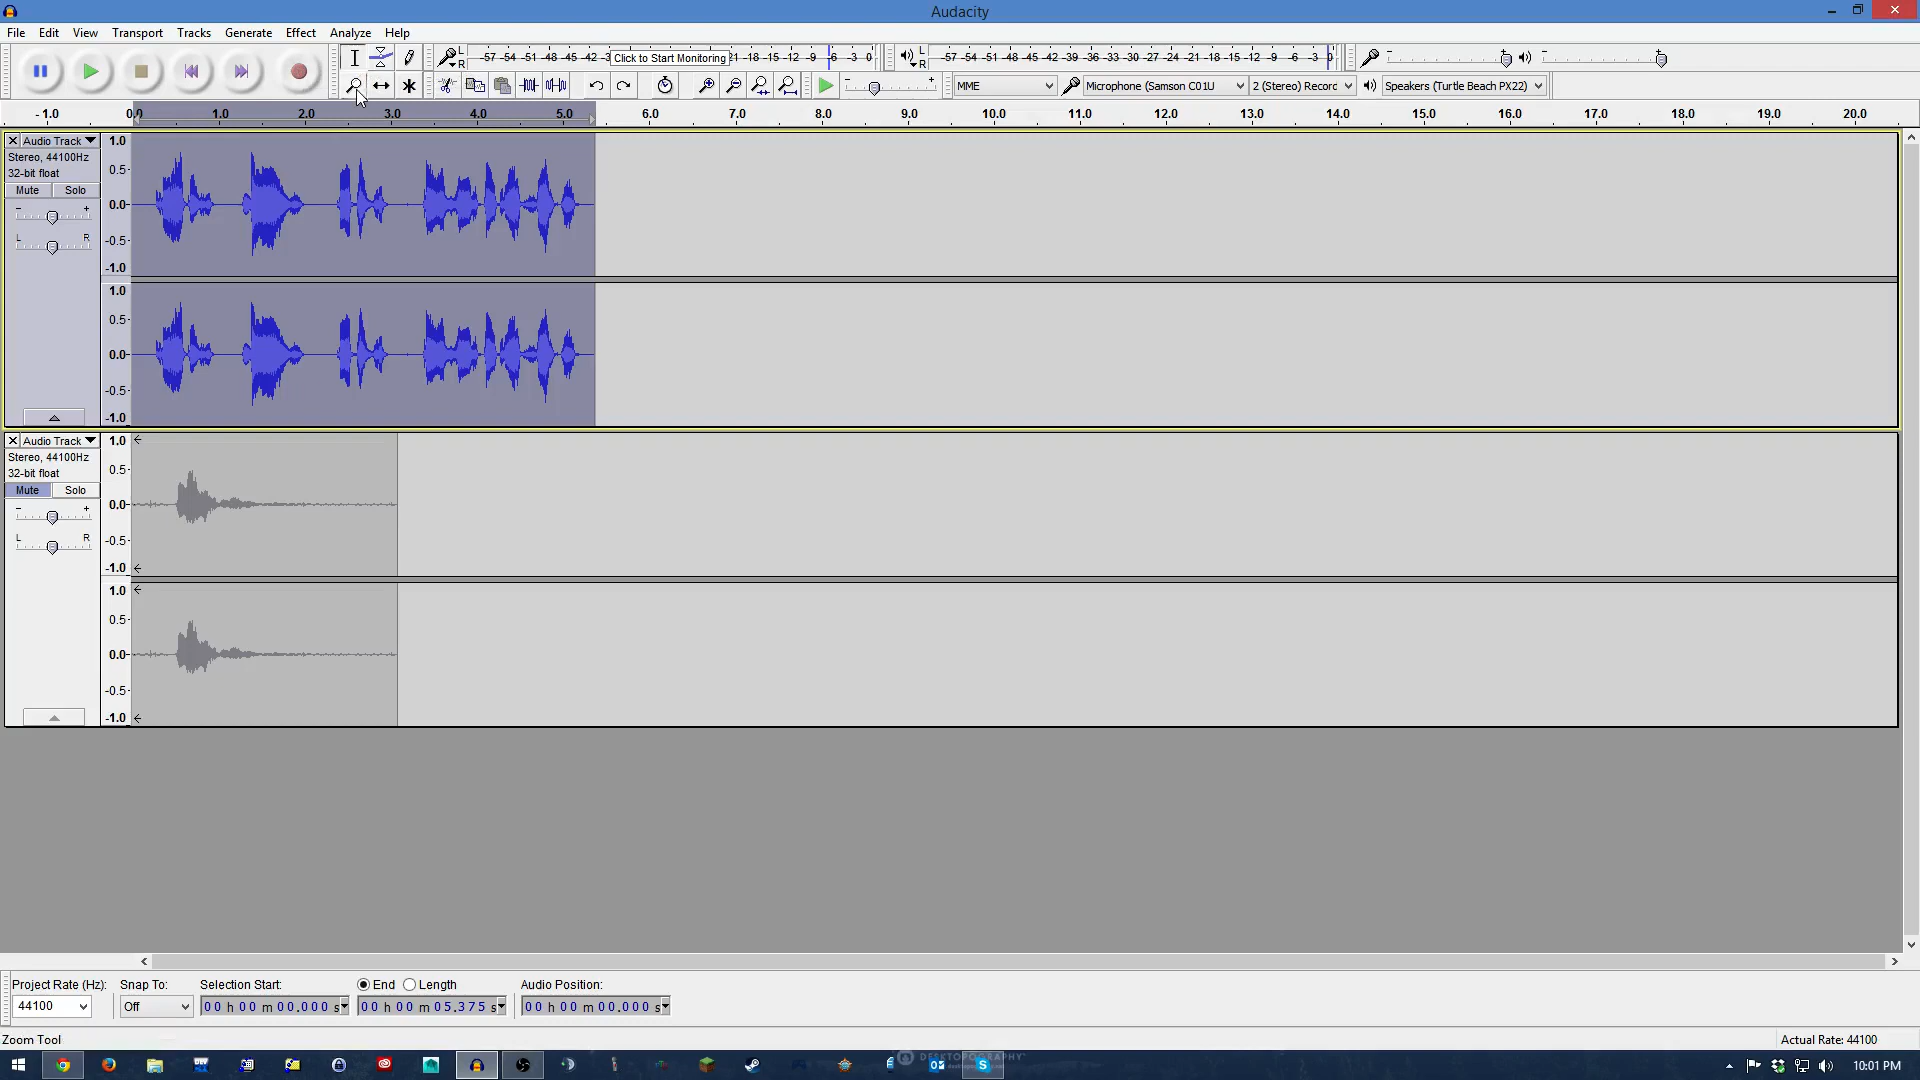 Audacity
File Edit View Transport Tracks Generate Effect Analyze Help
L R -57 -54 -51 -48 -45 -42 -3 Click to Start Monitoring 21 -18 -15 -12 -9 -6 -3 0 L R -57 -54 -51 -48 -45 -42 -39 -36 -33 -30 -27 -24 -21 -18 -15 -12 -9 -6 -3 0 - + - +
- + MME Microphone (Samson C01U 2 (Stereo) Record Speakers (Turtle Beach PX22)
-1.0 0.0 1.0 2.0 3.0 4.0 5.0 6.0 7.0 8.0 9.0 10.0 11.0 12.0 13.0 14.0 15.0 16.0 17.0 18.0 19.0 20.0
Audio Track
Stereo, 44100Hz
32-bit float
Mute Solo
- +
L R
1.0
0.5
0.0
-0.5
-1.0
1.0
0.5
0.0
-0.5
-1.0
Audio Track
Stereo, 44100Hz
32-bit float
Mute Solo
- +
L R
1.0
0.5
0.0
-0.5
-1.0
1.0
0.5
0.0
-0.5
-1.0
Project Rate (Hz): Snap To: Selection Start: End Length Audio Position:
44100 Off 00 h 00 m 00.000 s 00 h 00 m 05.375 s 00 h 00 m 00.000 s
Zoom Tool Actual Rate: 44100
DESKTOPOGRAPHY
10:01 PM